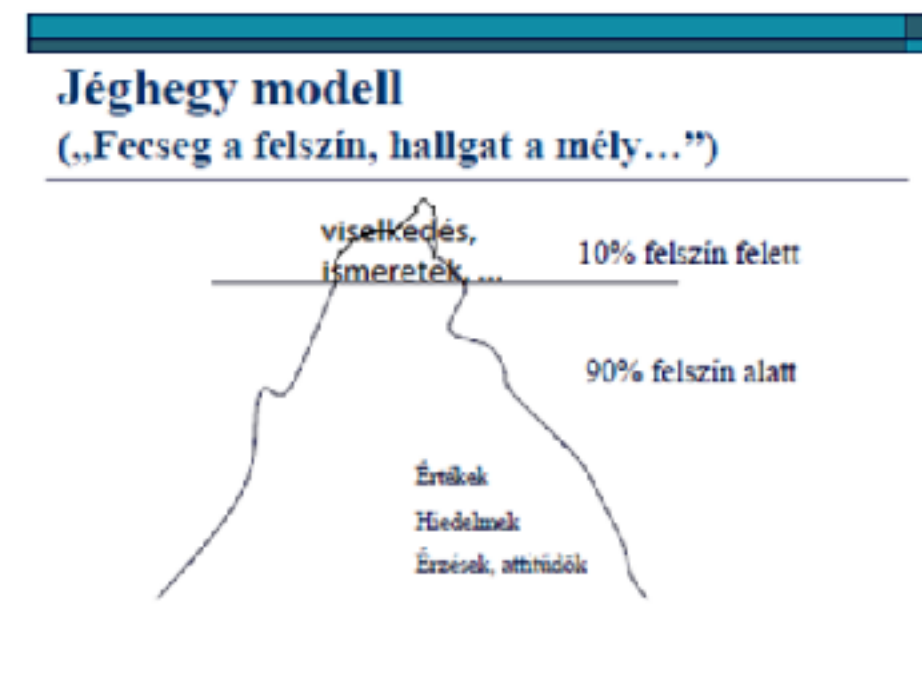 Jéghegy modell
(„Fecseg a felszín, hallgat a mély…”)
viselkedés,
ismeretek, ...
10% felszín felett
90% felszín alatt
Értékek
Hiedelmek
Érzések, attitűdök